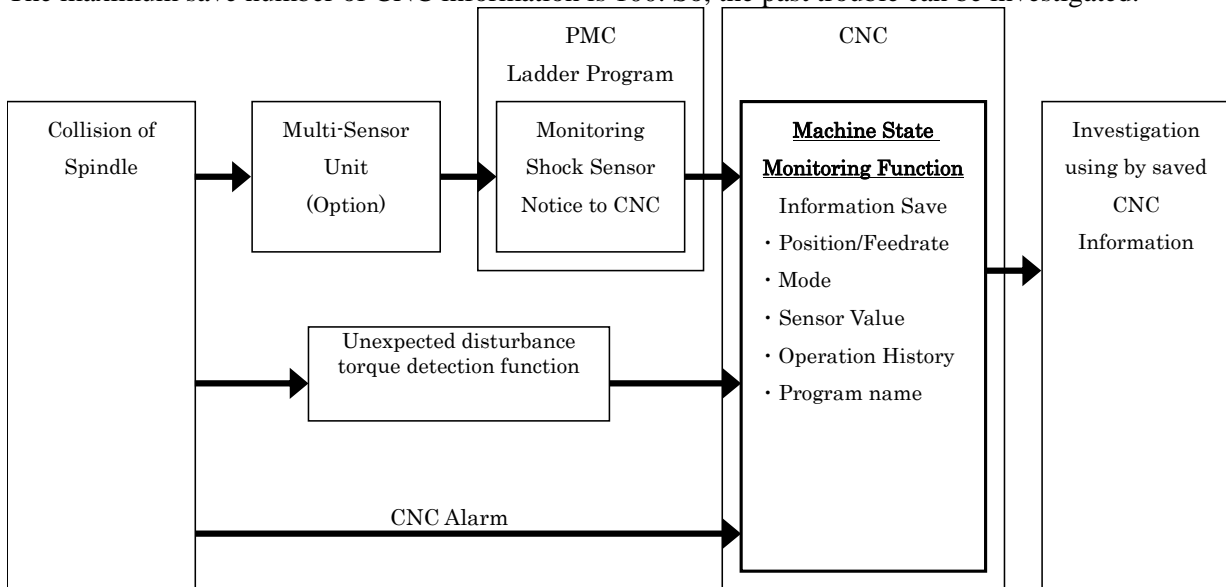 The maximum save number of CNC information is 100. So, the past trouble can be investigated.
PMC
Ladder Program
CNC
Collision of
Spindle
Multi-Sensor
Unit
(Option)
Monitoring
Shock Sensor
Notice to CNC
Machine State
Monitoring Function
Information Save
・Position/Feedrate
・Mode
・Sensor Value
・Operation History
・Program name
Investigation
using by saved
CNC
Information
Unexpected disturbance
torque detection function
CNC Alarm